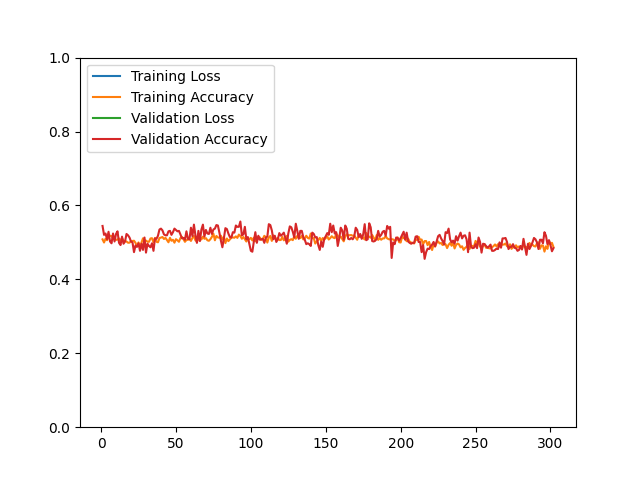 1.0
0.8
0.6
0.4
0.2
0.0
Training Loss
Training Accuracy
Validation Loss
Validation Accuracy
0 50 100 150 200 250 300